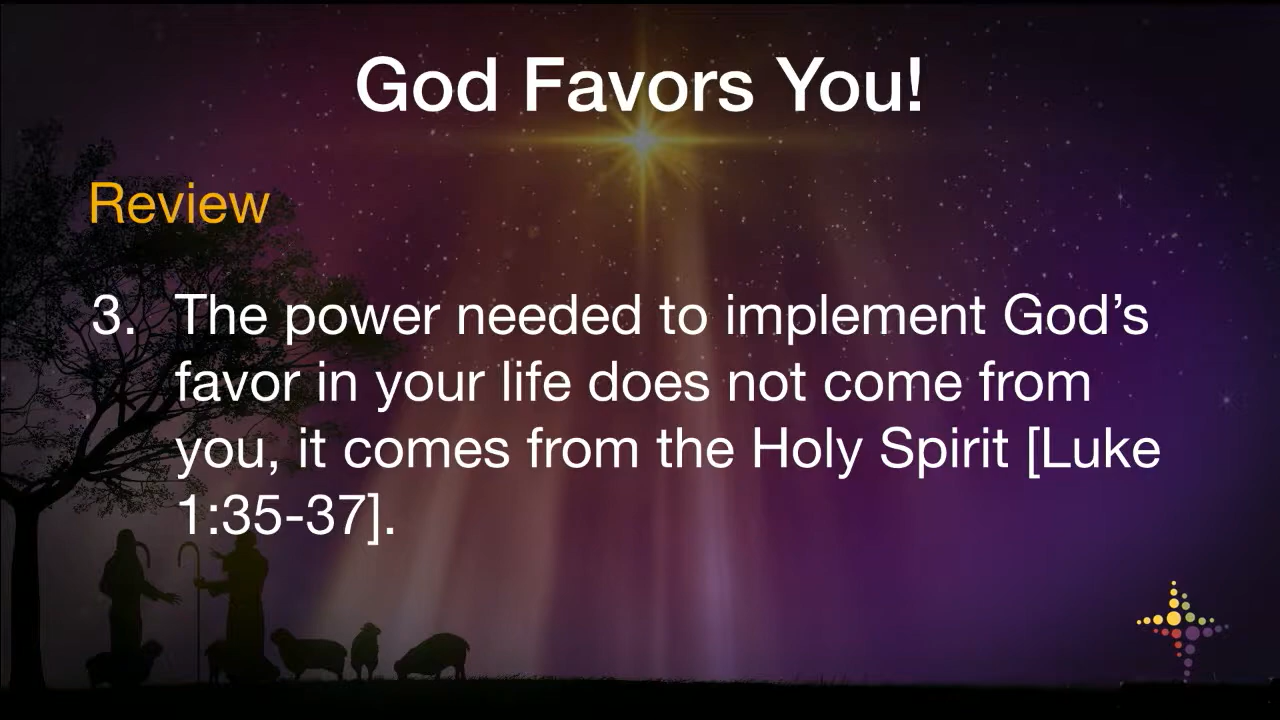 God Favors You!
Review
3. The power needed to implement God’s
favor in your life does not come from
you, it comes from the Holy Spirit [Luke
1:35-37].